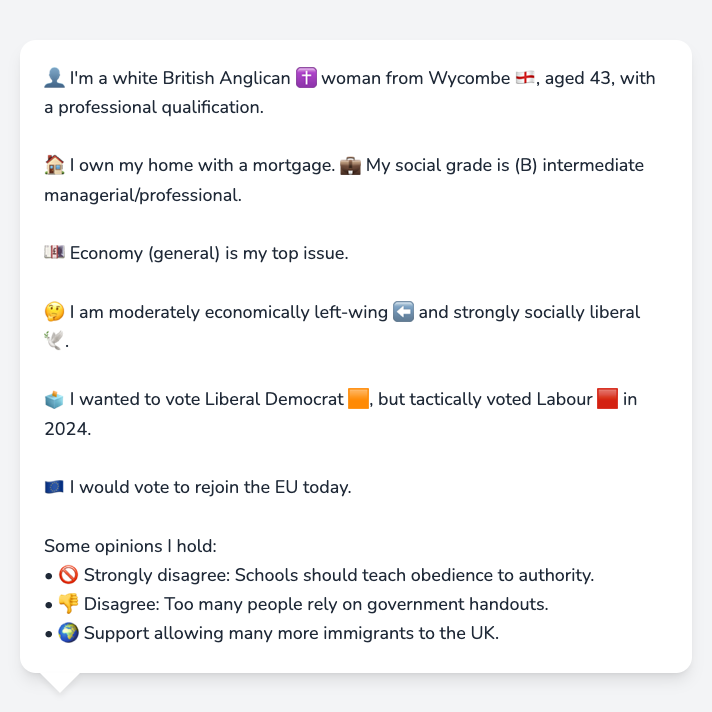 👤 I'm a white British Anglican ✝️ woman from Wycombe 🏴󠁧󠁢󠁥󠁮󠁧󠁿, aged 43, with
a professional qualification.
🏠 I own my home with a mortgage. 💼 My social grade is (B) intermediate
managerial/professional.
💷 Economy (general) is my top issue.
🤔 I am moderately economically left-wing ⬅️ and strongly socially liberal
🕊️.
🗳️ I wanted to vote Liberal Democrat 🟧, but tactically voted Labour 🟥 in
2024.
🇪🇺 I would vote to rejoin the EU today.
Some opinions I hold:
• 🚫 Strongly disagree: Schools should teach obedience to authority.
• 👎 Disagree: Too many people rely on government handouts.
• 🌍 Support allowing many more immigrants to the UK.